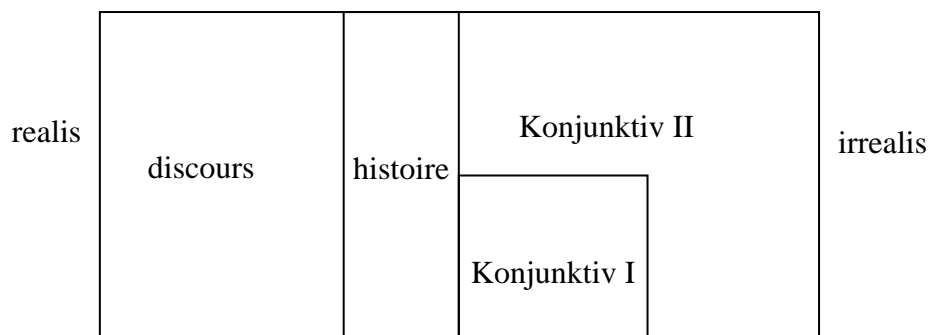 realis
discours
histoire
Konjunktiv II
Konjunktiv I
irrealis